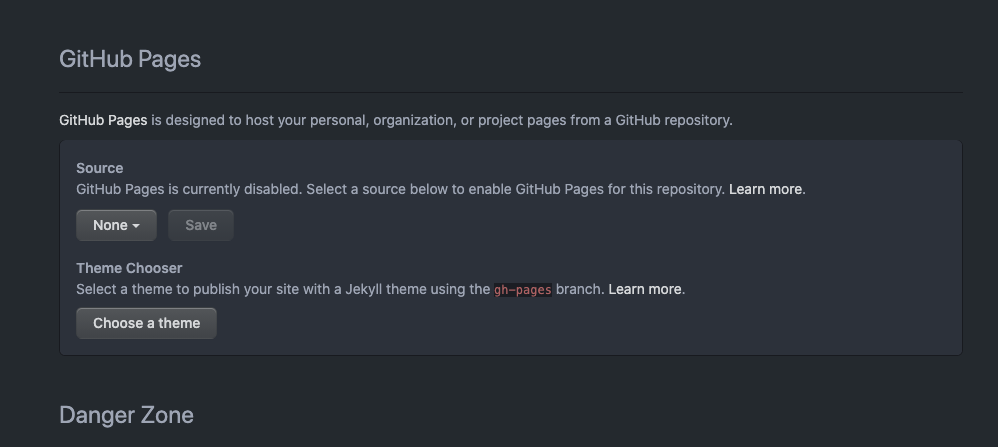 GitHub Pages
GitHub Pages is designed to host your personal, organization, or project pages from a GitHub repository.
Source
GitHub Pages is currently disabled. Select a source below to enable GitHub Pages for this repository. Learn more.
None Save
Theme Chooser
Select a theme to publish your site with a Jekyll theme using the gh-pages branch. Learn more.
Choose a theme
Danger Zone